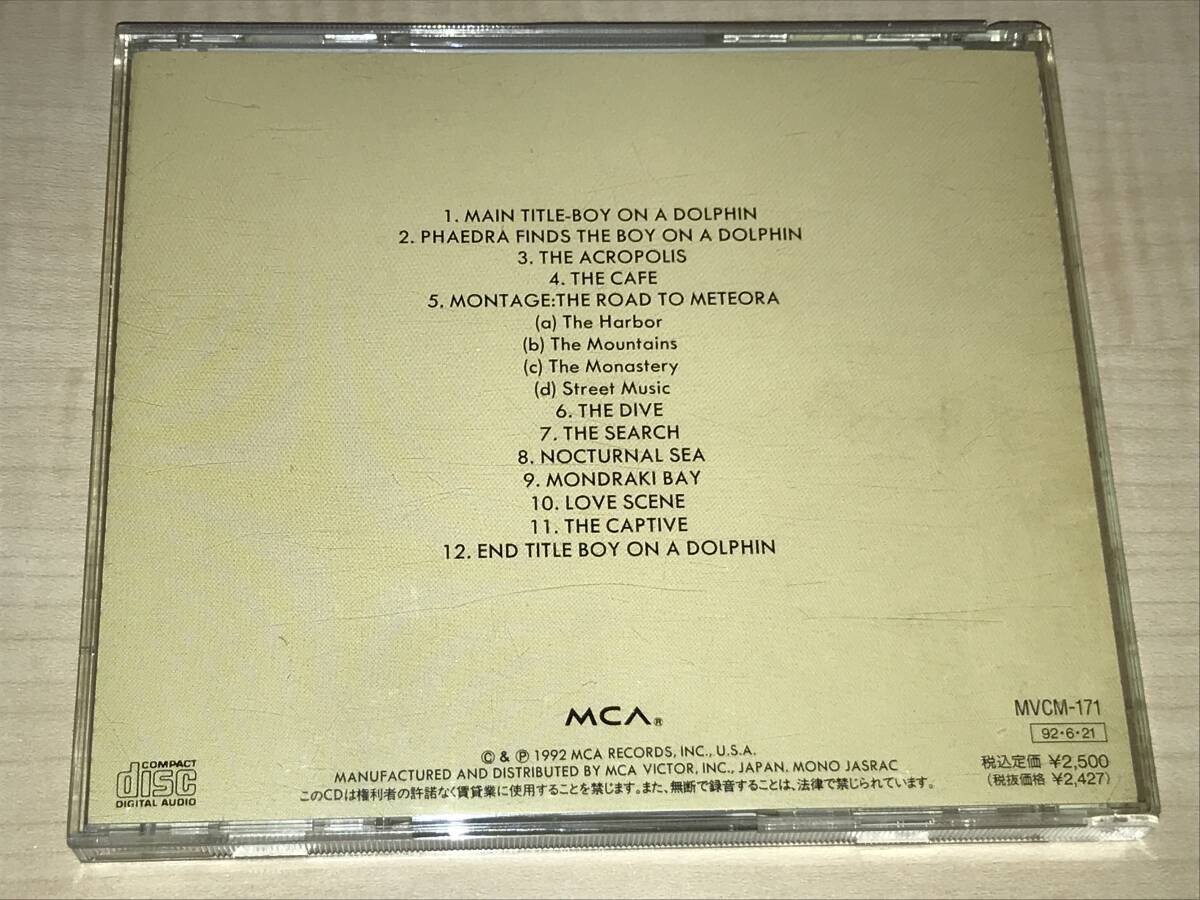 1. MAIN TITLE-BOY ON A DOLPHIN
2. PHAEDRA FINDS THE BOY ON A DOLPHIN
3. THE ACROPOLIS
4. THE CAFE
5. MONTAGE:THE ROAD TO METEORA
(a) The Harbor
(b) The Mountains
(c) The Monastery
(d) Street Music
6. THE DIVE
7. THE SEARCH
8. NOCTURNAL SEA
9. MONDRAKI BAY
10. LOVE SCENE
11. THE CAPTIVE
12. END TITLE BOY ON A DOLPHIN
MCA®
© & ℗ 1992 MCA RECORDS, INC., U.S.A.
MANUFACTURED AND DISTRIBUTED BY MCA VICTOR, INC., JAPAN. MONO JASRAC
このCDは権利者の許諾なく賃貸業に使用することを禁じます。また、無断で録音することは、法律で禁じられています。
COMPACT
disc
DIGITAL AUDIO
MVCM-171
92・6・21
税込定価 ¥2,500
(税抜価格 ¥2,427)